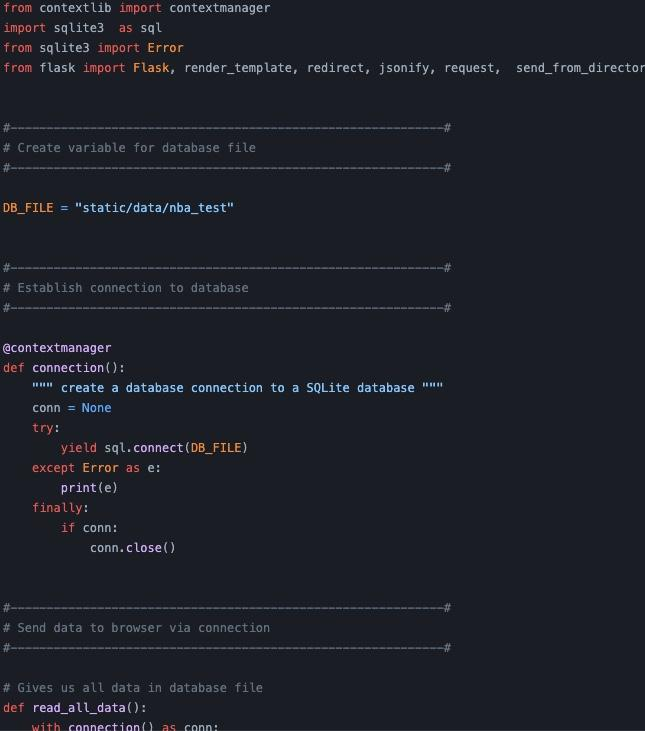 from contextlib import contextmanager
import sqlite3  as sql
from sqlite3 import Error
from flask import Flask, render_template, redirect, jsonify, request,  send_from_director
#------------------------------------------------------------#
# Create variable for database file
#------------------------------------------------------------#
DB_FILE = "static/data/nba_test"
#------------------------------------------------------------#
# Establish connection to database
#------------------------------------------------------------#
@contextmanager
def connection():
    """ create a database connection to a SQLite database """
    conn = None
    try:
        yield sql.connect(DB_FILE)
    except Error as e:
        print(e)
    finally:
        if conn:
            conn.close()
#------------------------------------------------------------#
# Send data to browser via connection
#------------------------------------------------------------#
# Gives us all data in database file
def read_all_data():
    with connection() as conn: